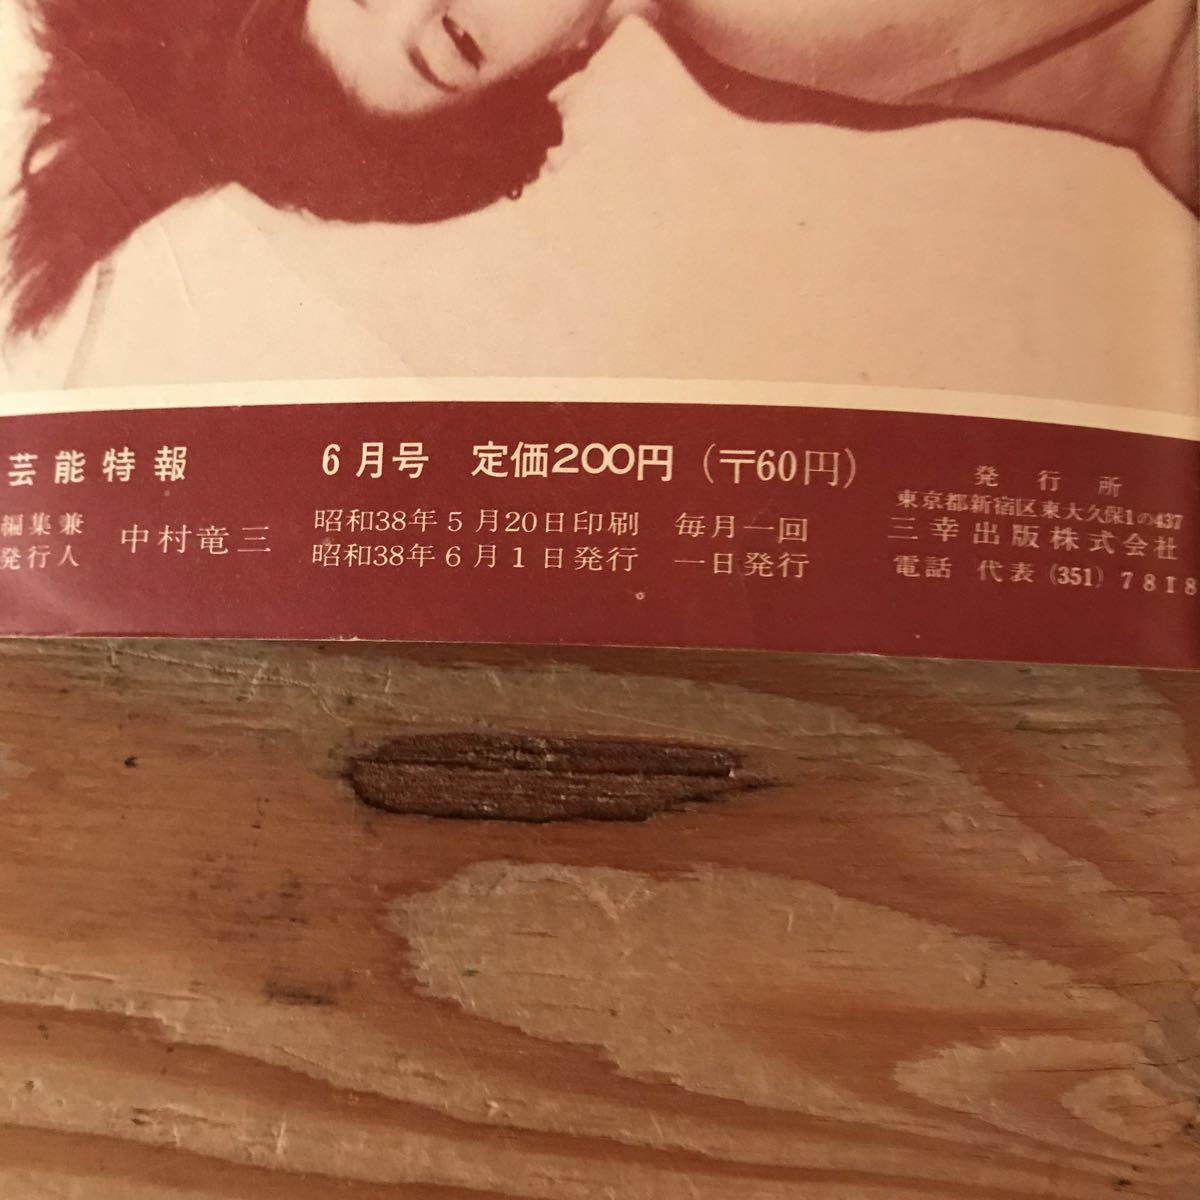 芸能特報 6月号 定価200円(〒60円)
編集兼
発行人 中村竜三
昭和38年5月20日印刷 毎月一回
昭和38年6月1日発行 一日発行
発行所
東京都新宿区東大久保1の437
三幸出版株式会社
電話 代表(351)7818